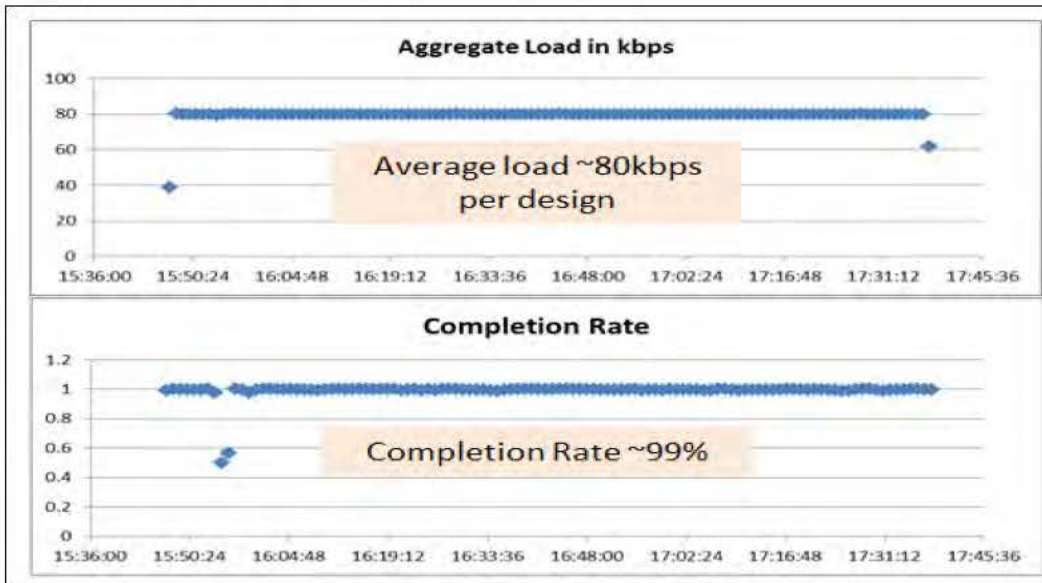 Aggregate Load in kbps
100
80
60
40
20
0
Average load ~80kbps
per design
15:36:00 15:50:24 16:04:48 16:19:12 16:33:36 16:48:00 17:02:24 17:16:48 17:31:12 17:45:36
Completion Rate
1.2
1
0.8
0.6
0.4
0.2
0
Completion Rate ~99%
15:36:00 15:50:24 16:04:48 16:19:12 16:33:36 16:48:00 17:02:24 17:16:48 17:31:12 17:45:36